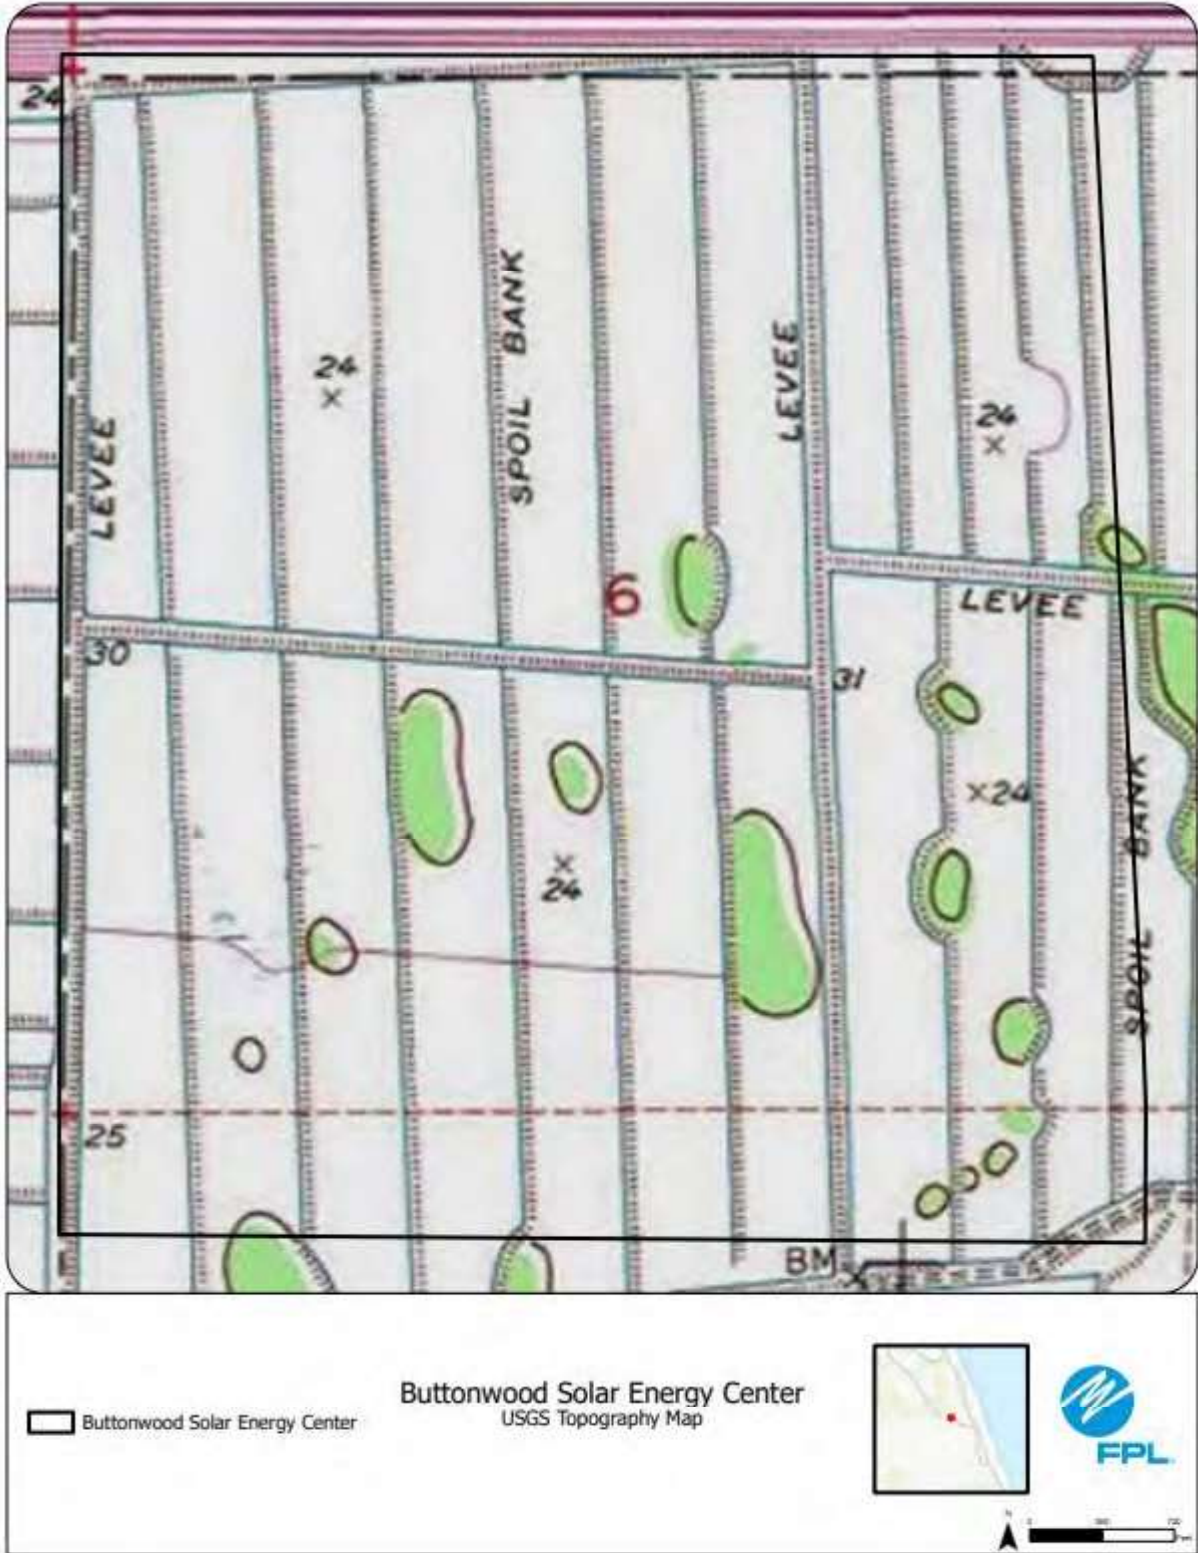 24
24
SPOIL BANK
LEVEE
LEVEE
24
6
LEVEE
30
31
24
SPOIL BANK
24
25
BM
Buttonwood Solar Energy Center
Buttonwood Solar Energy Center
USGS Topography Map
FPL
N